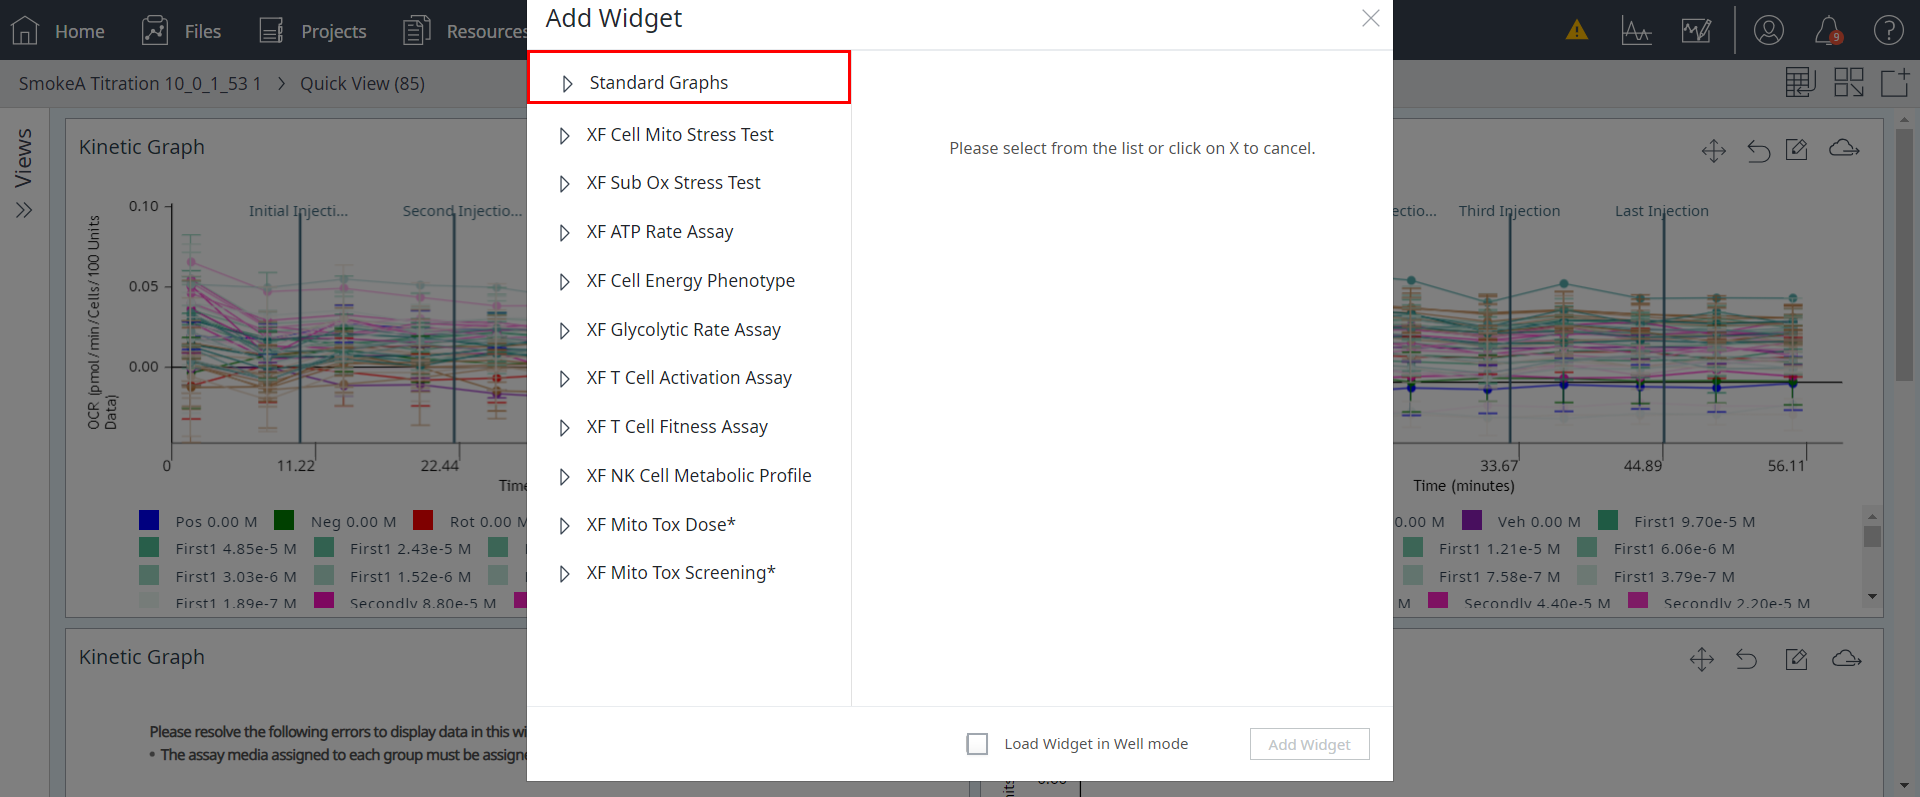 Home
Files
Projects
Resources
9
SmokeA Titration 10_0_1_53 1
Quick View (85)
Views
Kinetic Graph
OCR (pmol/min/Cells/100 Units Data)
0.10
0.05
0.00
Initial Injecti...
Second Injectio...
0
11.22
22.44
Time
Pos 0.00 M
Neg 0.00 M
Rot 0.00 M
First1 4.85e-5 M
First1 2.43e-5 M
First1 3.03e-6 M
First1 1.52e-6 M
First1 1.89e-7 M
Secondly 8.80e-5 M
Kinetic Graph
Please resolve the following errors to display data in this wi
• The assay media assigned to each group must be assigne
Add Widget
Standard Graphs
XF Cell Mito Stress Test
XF Sub Ox Stress Test
XF ATP Rate Assay
XF Cell Energy Phenotype
XF Glycolytic Rate Assay
XF T Cell Activation Assay
XF T Cell Fitness Assay
XF NK Cell Metabolic Profile
XF Mito Tox Dose*
XF Mito Tox Screening*
Please select from the list or click on X to cancel.
Load Widget in Well mode
Add Widget
ectio...
Third Injection
Last Injection
33.67
44.89
56.11
Time (minutes)
0.00 M
Veh 0.00 M
First1 9.70e-5 M
First1 1.21e-5 M
First1 6.06e-6 M
First1 7.58e-7 M
First1 3.79e-7 M
M
Secondly 4.40e-5 M
Secondly 2.20e-5 M